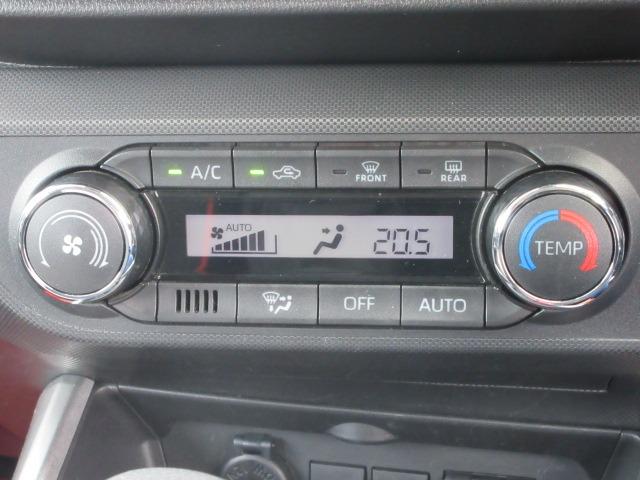 A/C
FRONT
REAR
AUTO
20.5
TEMP
OFF
AUTO